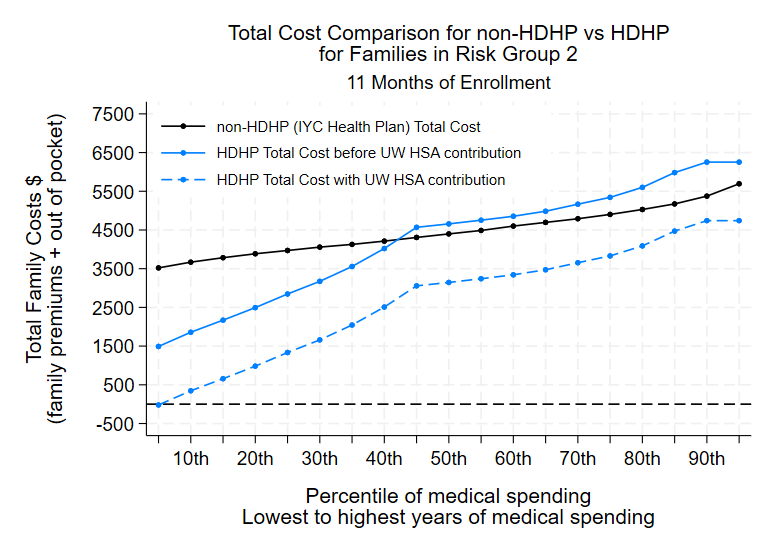 Total Cost Comparison for non-HDHP vs HDHP
for Families in Risk Group 2
11 Months of Enrollment
Total Family Costs $
(family premiums + out of pocket)
7500
6500
5500
4500
3500
2500
1500
500
-500
non-HDHP (IYC Health Plan) Total Cost
HDHP Total Cost before UW HSA contribution
HDHP Total Cost with UW HSA contribution
10th 20th 30th 40th 50th 60th 70th 80th 90th
Percentile of medical spending
Lowest to highest years of medical spending